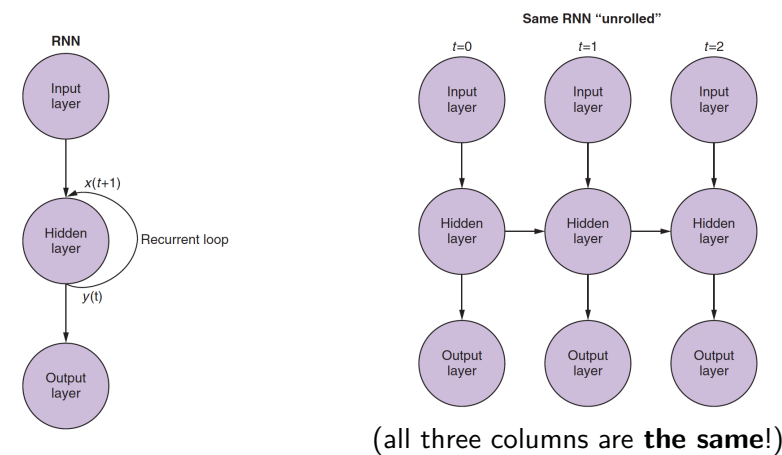 RNN
Input
layer
x(t+1)
Hidden
layer
Recurrent loop
y(t)
Output
layer
Same RNN “unrolled”
t=0
t=1
t=2
Input
layer
Input
layer
Input
layer
Hidden
layer
Hidden
layer
Hidden
layer
Output
layer
Output
layer
Output
layer
(all three columns are the same!)